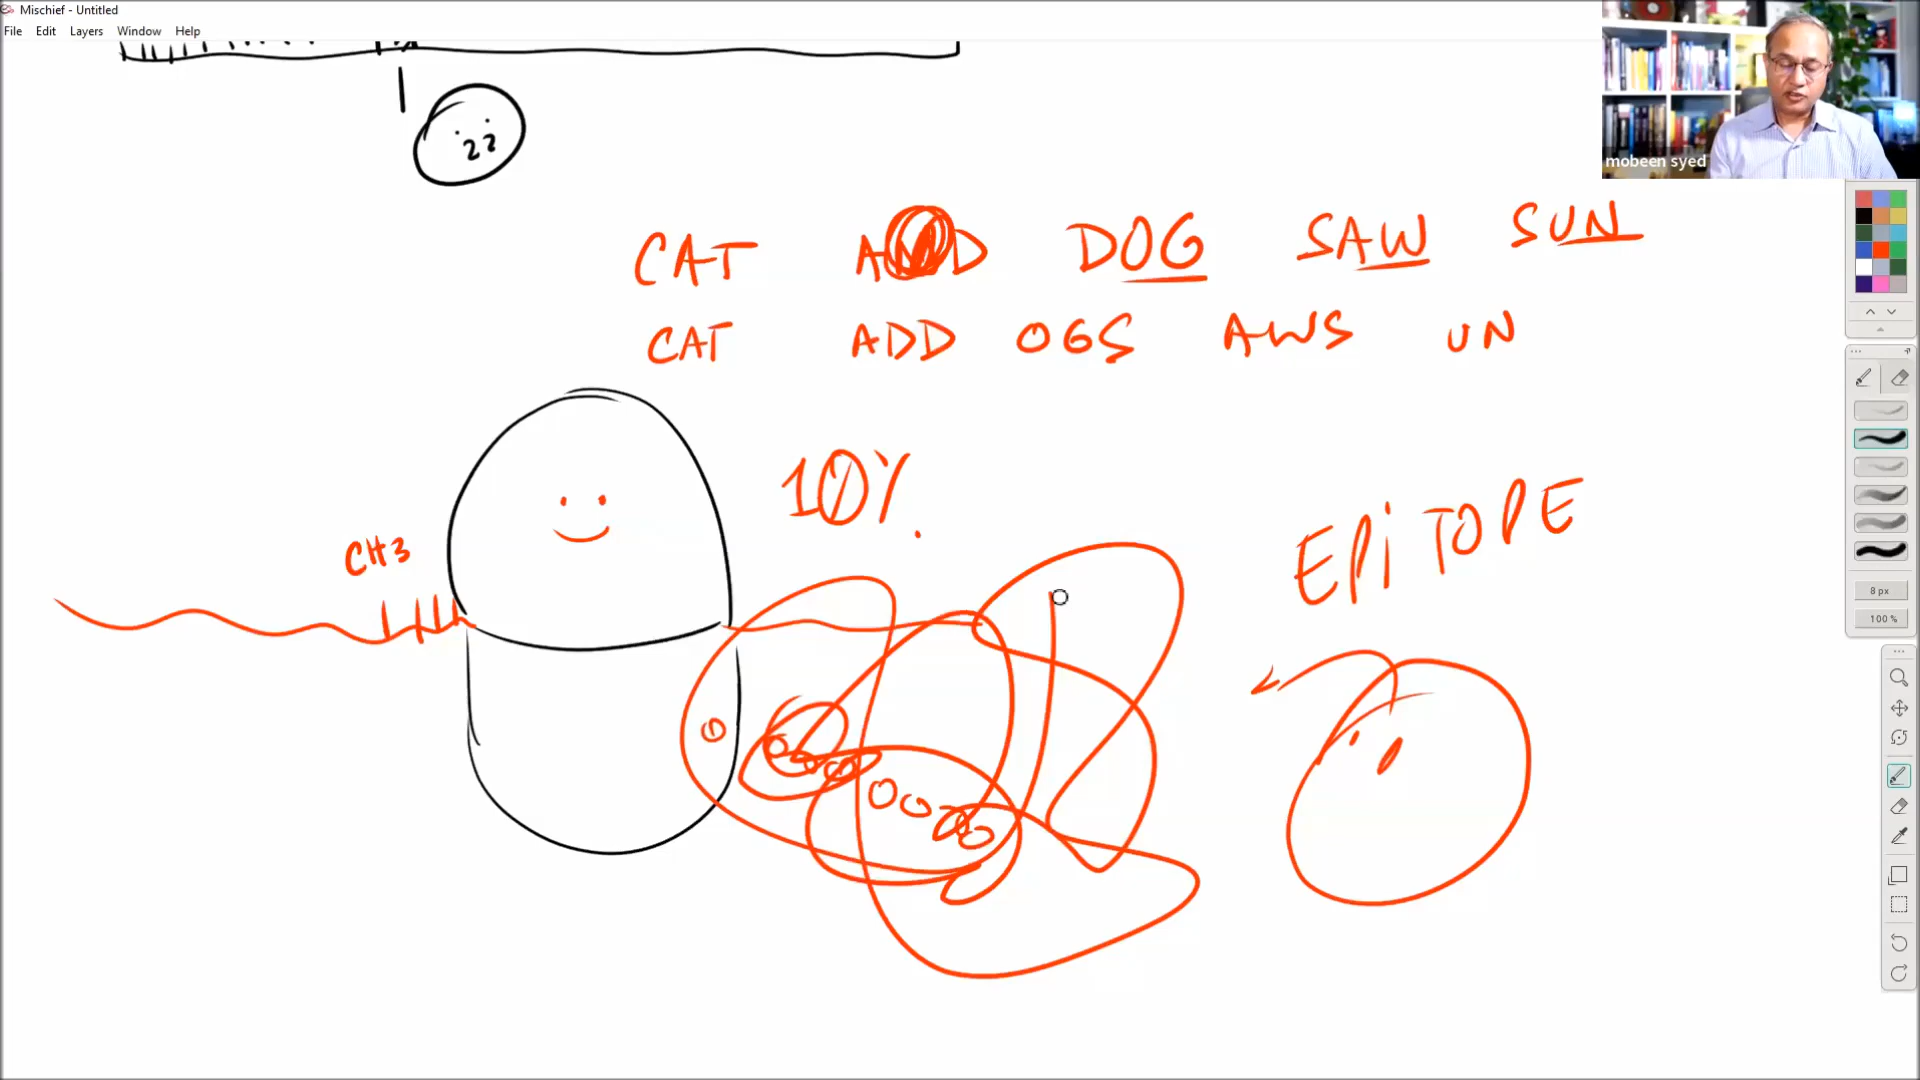 Mischief - Untitled
File Edit Layers Window Help
mobeen syed
22
CAT A D DOG SAW SUN
CAT ADD OGS AWS UN
10%.
EPITOPE
CH3
8 px
100 %